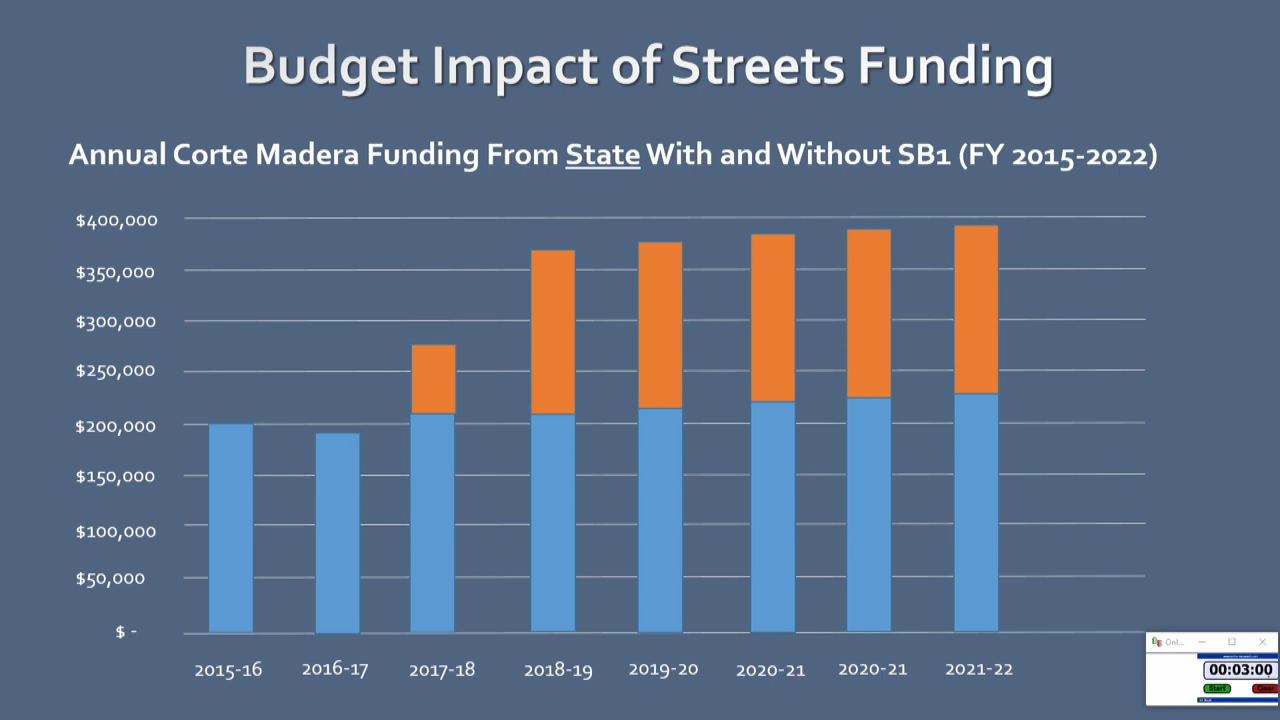 Budget Impact of Streets Funding
Annual Corte Madera Funding From State With and Without SB1 (FY 2015-2022)
$400,000
$350,000
$300,000
$250,000
$200,000
$150,000
$100,000
$50,000
$ -
2015-16 2016-17 2017-18 2018-19 2019-20 2020-21 2020-21 2021-22
Onl...
00:03:00
Start Clear